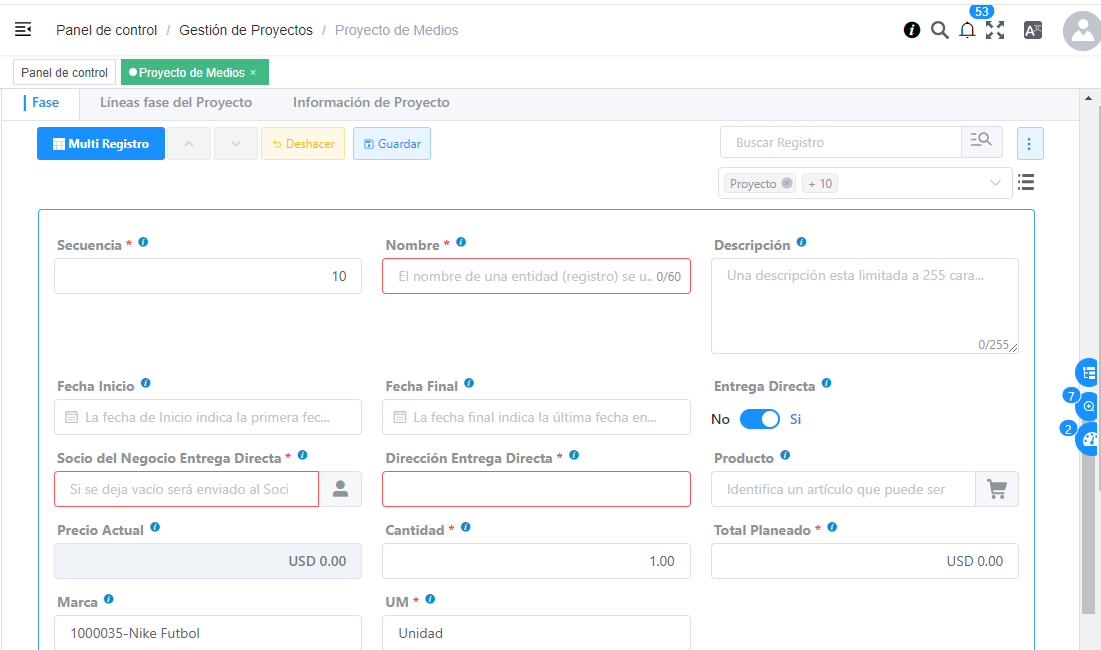 53
Panel de control / Gestión de Proyectos / Proyecto de Medios
Panel de control Proyecto de Medios ×
Fase Líneas fase del Proyecto Información de Proyecto
Multi Registro Deshacer Guardar Buscar Registro
Proyecto + 10
Secuencia * Nombre * Descripción
10 El nombre de una entidad (registro) se u.. 0/60 Una descripción esta limitada a 255 cara...
0/255
Fecha Inicio Fecha Final Entrega Directa
La fecha de Inicio indica la primera fec... La fecha final indica la última fecha en... No Si
7
2
Socio del Negocio Entrega Directa * Dirección Entrega Directa * Producto
Si se deja vacío será enviado al Soci Identifica un artículo que puede ser
Precio Actual Cantidad * Total Planeado *
USD 0.00 1.00 USD 0.00
Marca UM *
1000035-Nike Futbol Unidad